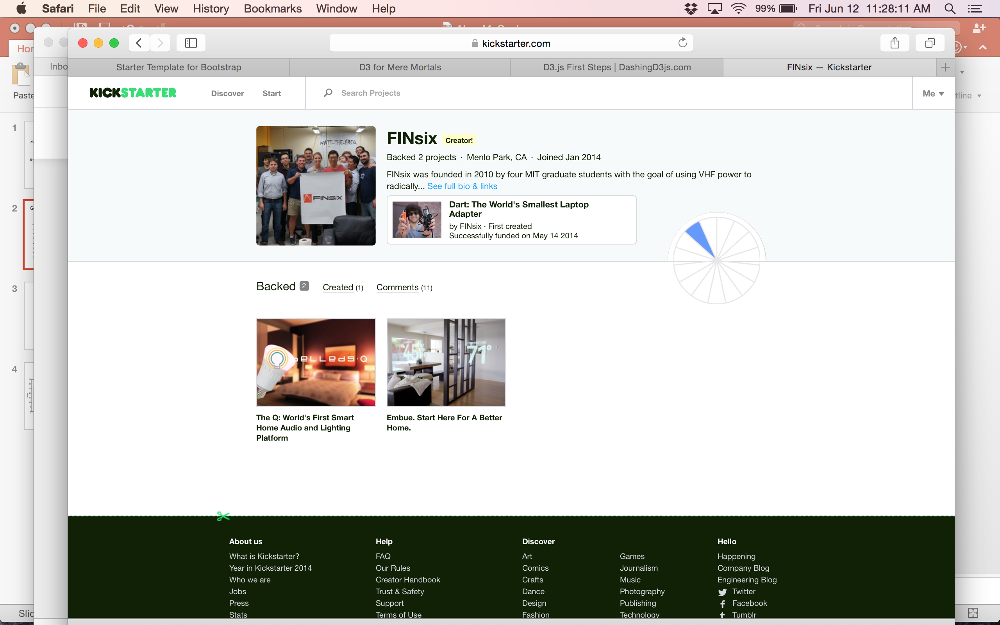 Safari File Edit View History Bookmarks Window Help 99% Fri Jun 12 11:28:11 AM
kickstarter.com
Starter Template for Bootstrap D3 for Mere Mortals D3.js First Steps | DashingD3js.com FINsix — Kickstarter
Paste
KICKSTARTER Discover Start Search Projects Me
WATT-THE-FREQ
FINSiX
FINsix Creator!
Backed 2 projects · Menlo Park, CA · Joined Jan 2014
FINsix was founded in 2010 by four MIT graduate students with the goal of using VHF power to
radically... See full bio & links
Dart: The World's Smallest Laptop
Adapter
by FINsix · First created
Successfully funded on May 14 2014
1
2
3
4
Backed 2 Created (1) Comments (11)
45%
TEMPERATURE
71°
The Q: World's First Smart
Home Audio and Lighting
Platform
Embue. Start Here For A Better
Home.
About us
What is Kickstarter?
Year in Kickstarter 2014
Who we are
Jobs
Press
Stats
Help
FAQ
Our Rules
Creator Handbook
Trust & Safety
Support
Terms of Use
Discover
Art
Comics
Crafts
Dance
Design
Fashion
Games
Journalism
Music
Photography
Publishing
Technology
Hello
Happening
Company Blog
Engineering Blog
Twitter
Facebook
Tumblr